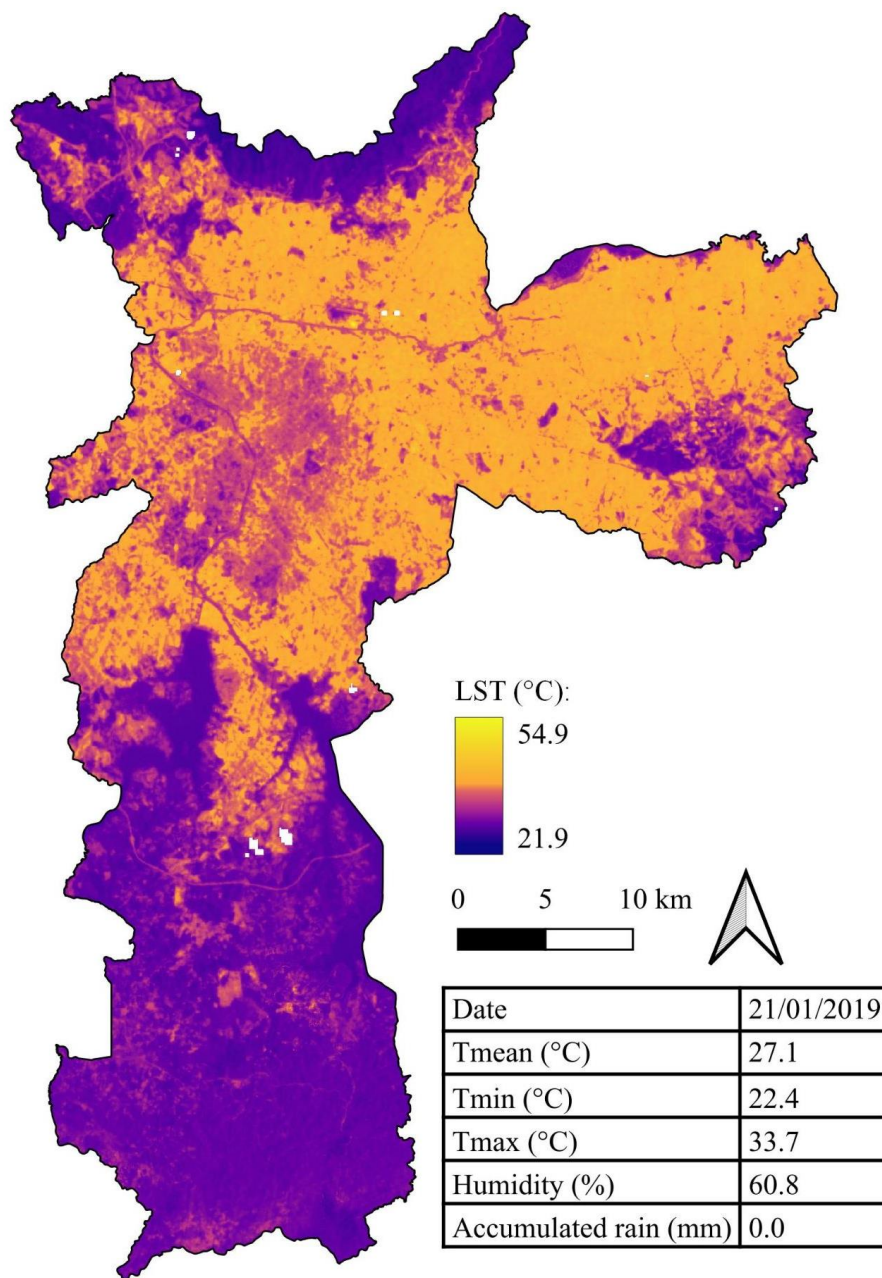 LST (°C):
54.9
21.9
0 5 10 km
Date 21/01/2019
Tmean (°C) 27.1
Tmin (°C) 22.4
Tmax (°C) 33.7
Humidity (%) 60.8
Accumulated rain (mm) 0.0